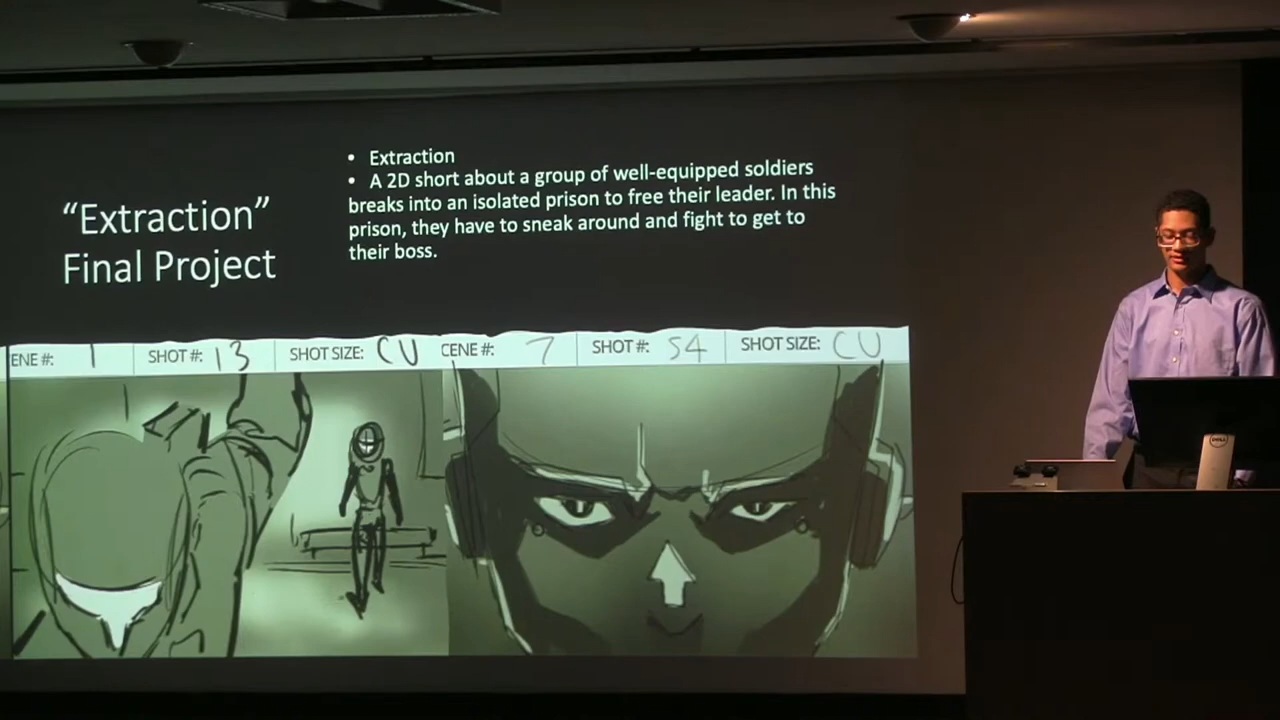 “Extraction”
Final Project
• Extraction
• A 2D short about a group of well-equipped soldiers
breaks into an isolated prison to free their leader. In this
prison, they have to sneak around and fight to get to
their boss.
ENE #: 1 SHOT #: 13 SHOT SIZE: CU
CENE #: 7 SHOT #: 54 SHOT SIZE: CU
DELL